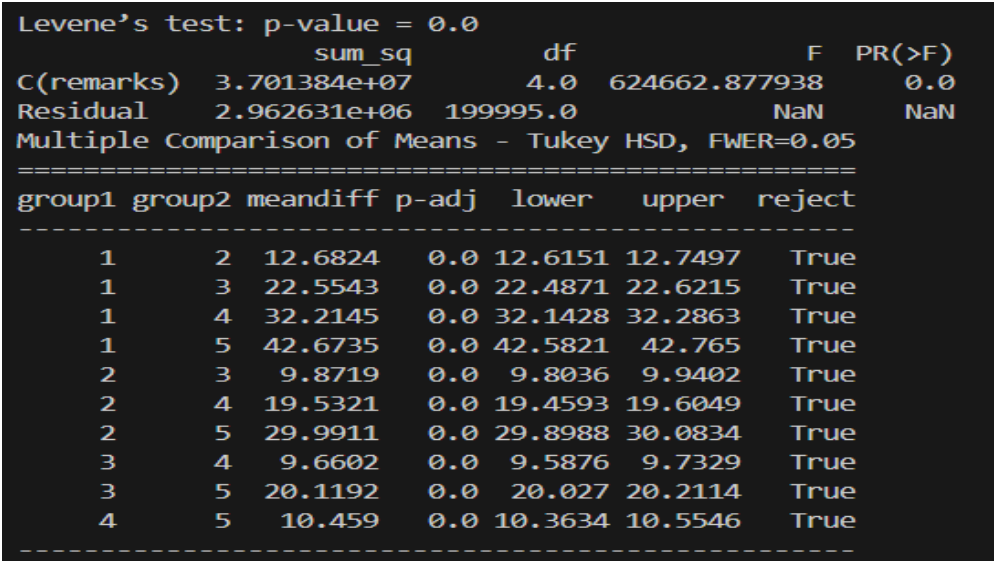 Levene’s test: p-value = 0.0
sum_sq df F PR(>F)
C(remarks) 3.701384e+07 4.0 624662.877938 0.0
Residual 2.962631e+06 199995.0 NaN NaN
Multiple Comparison of Means - Tukey HSD, FWER=0.05
====================================================
group1 group2 meandiff p-adj lower upper reject
----------------------------------------------------
1 2 12.6824 0.0 12.6151 12.7497 True
1 3 22.5543 0.0 22.4871 22.6215 True
1 4 32.2145 0.0 32.1428 32.2863 True
1 5 42.6735 0.0 42.5821 42.765 True
2 3 9.8719 0.0 9.8036 9.9402 True
2 4 19.5321 0.0 19.4593 19.6049 True
2 5 29.9911 0.0 29.8988 30.0834 True
3 4 9.6602 0.0 9.5876 9.7329 True
3 5 20.1192 0.0 20.027 20.2114 True
4 5 10.459 0.0 10.3634 10.5546 True
----------------------------------------------------